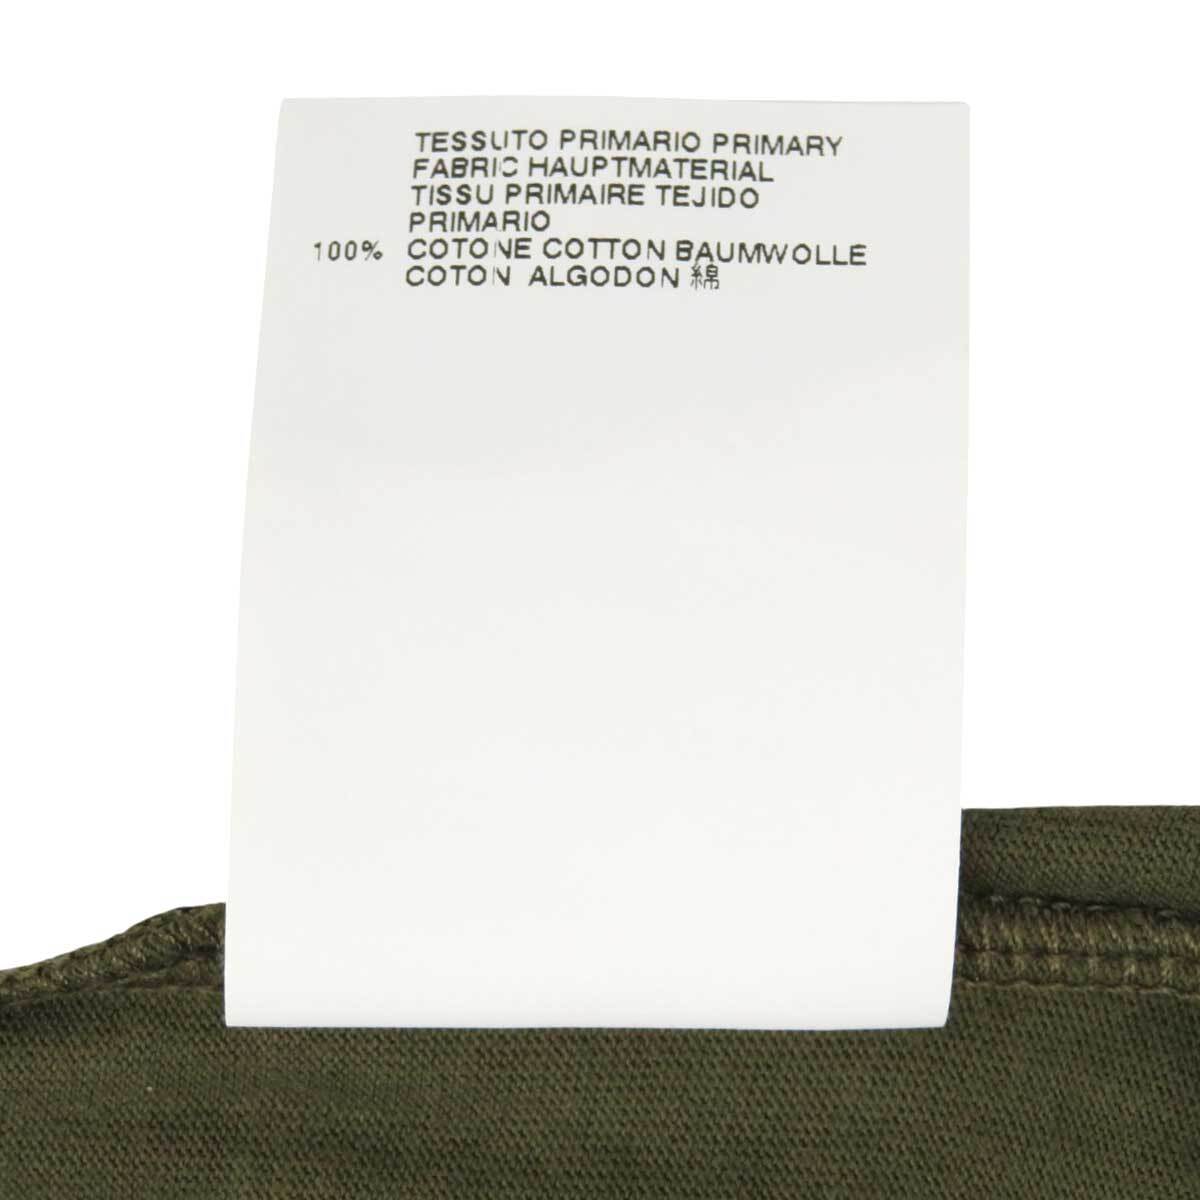 TESSUTO PRIMARIO PRIMARY
FABRIC HAUPTMATERIAL
TISSU PRIMAIRE TEJIDO
PRIMARIO
100% COTONE COTTON BAUMWOLLE
COTON ALGODON 綿